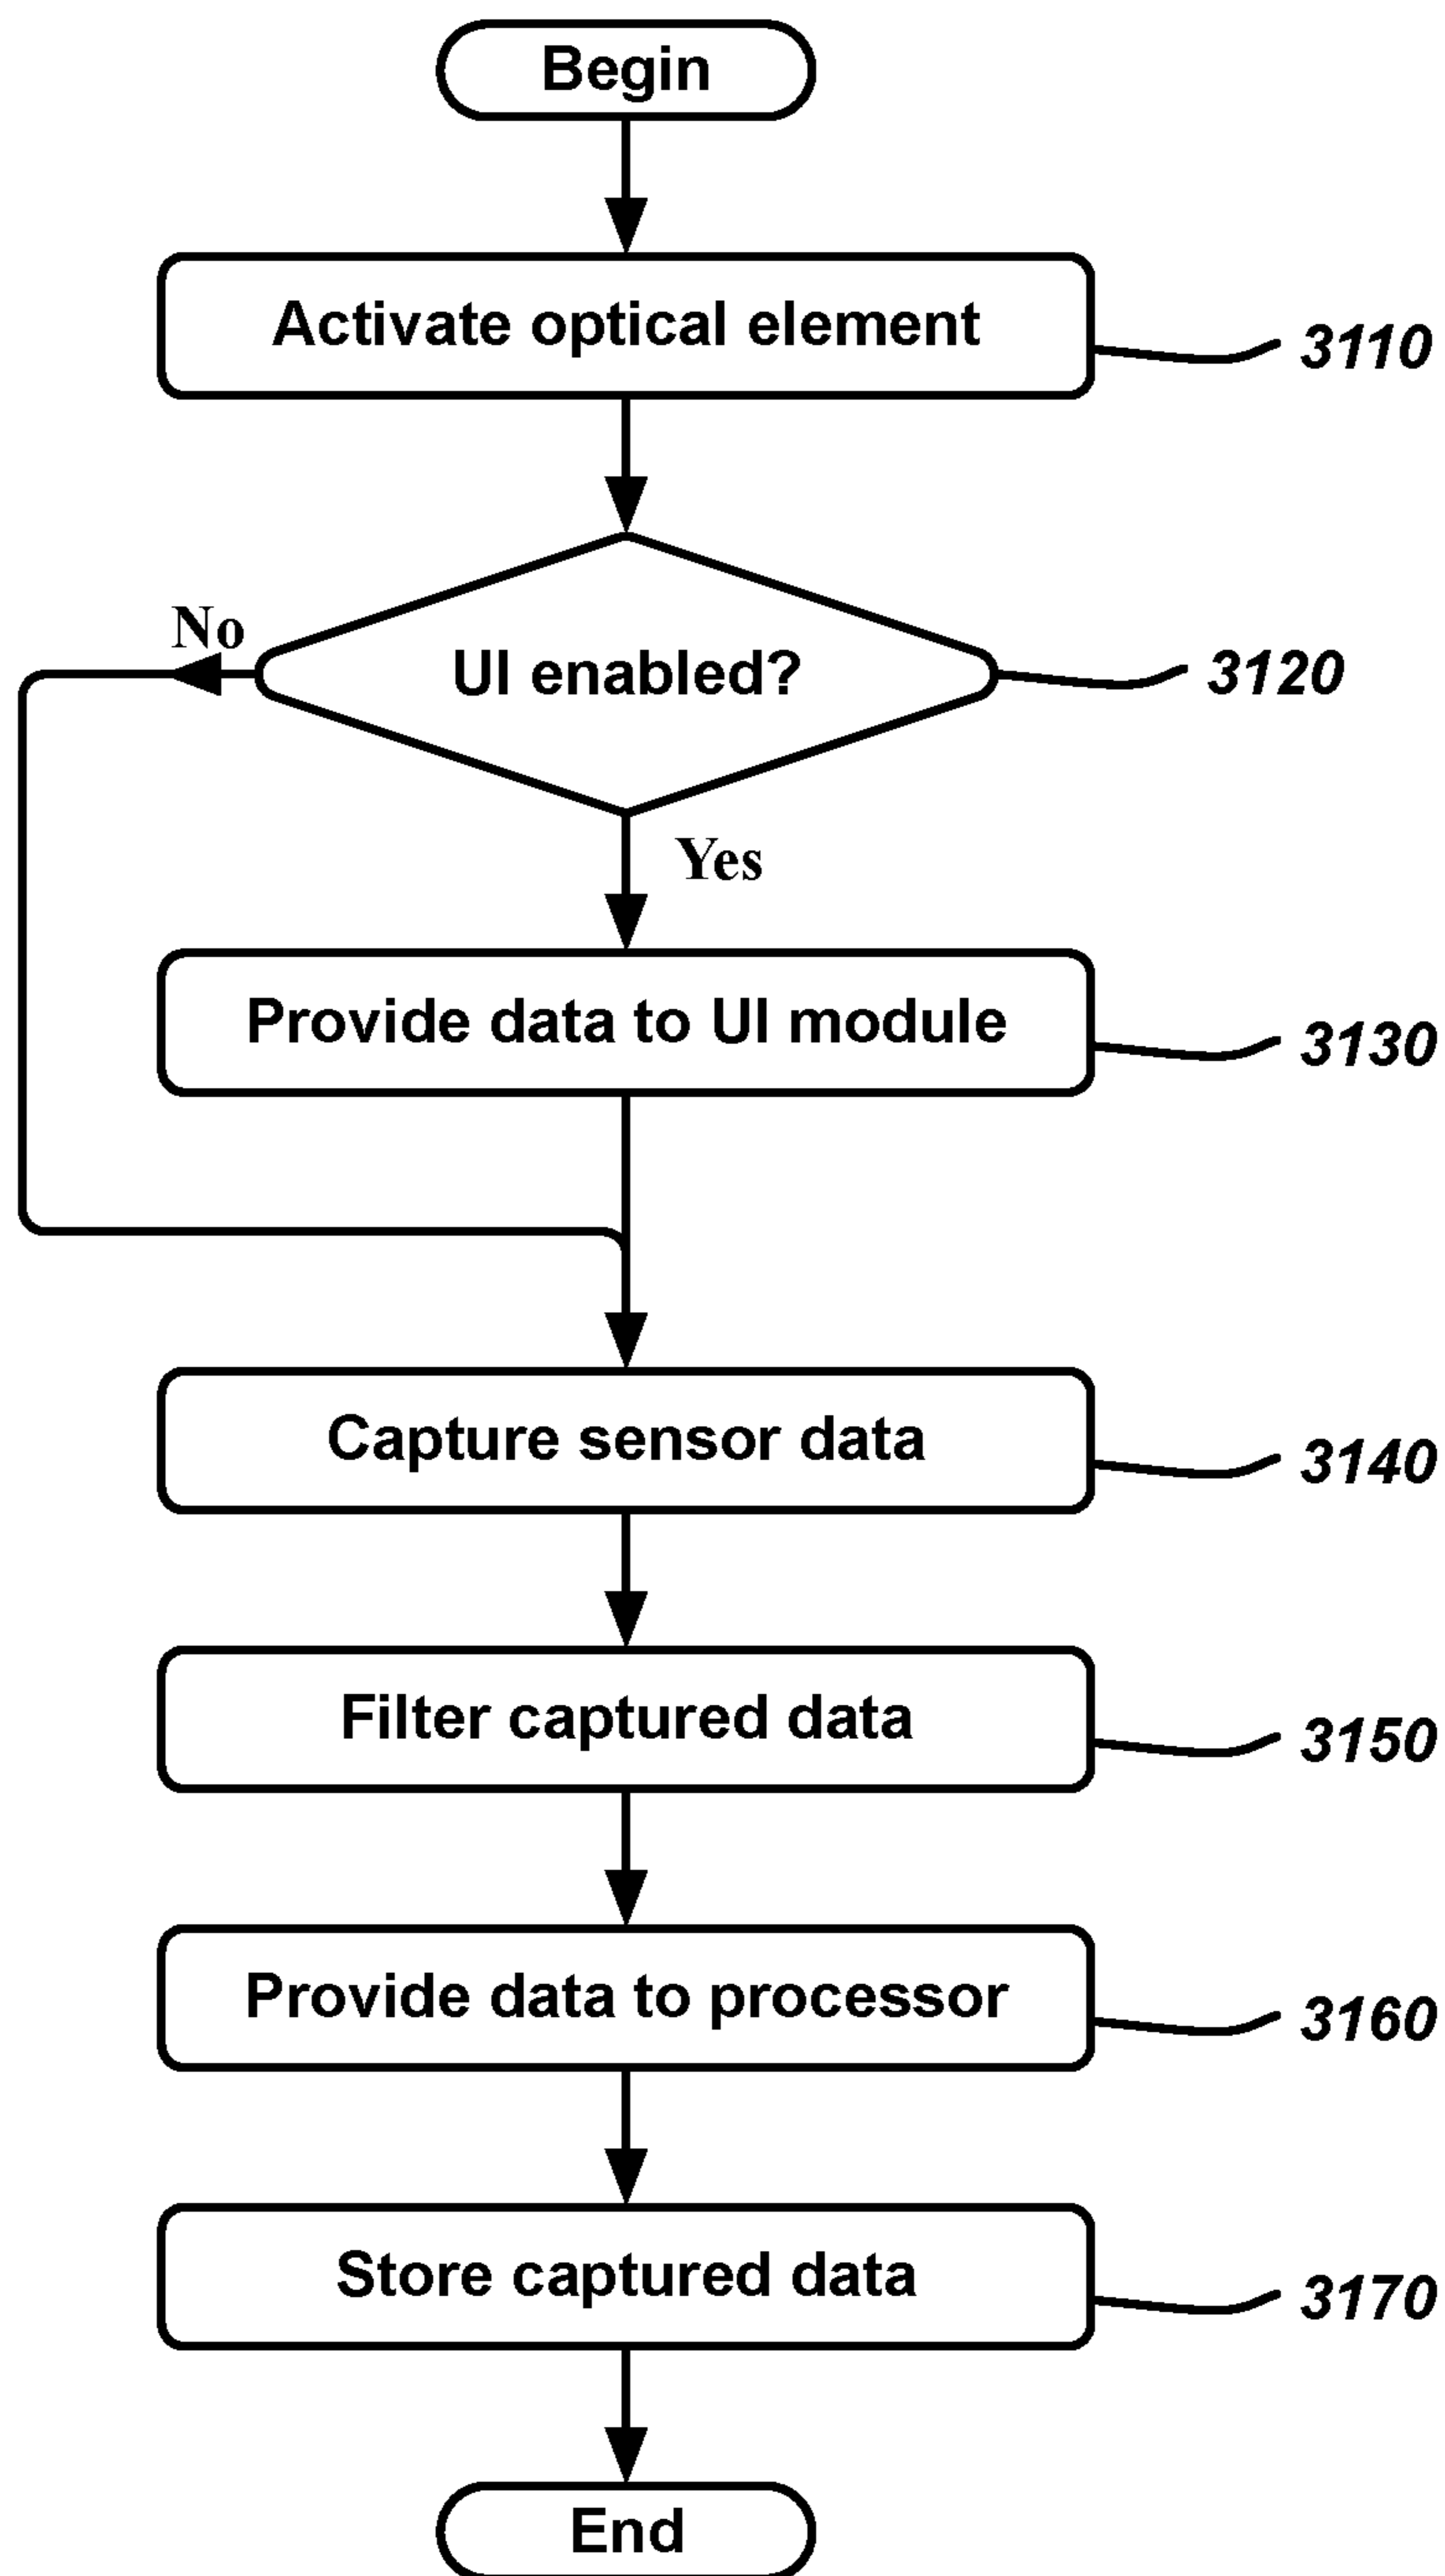 Begin
Activate optical element
3110
No
UI enabled?
3120
Yes
Provide data to UI module
3130
Capture sensor data
3140
Filter captured data
3150
Provide data to processor
3160
Store captured data
3170
End